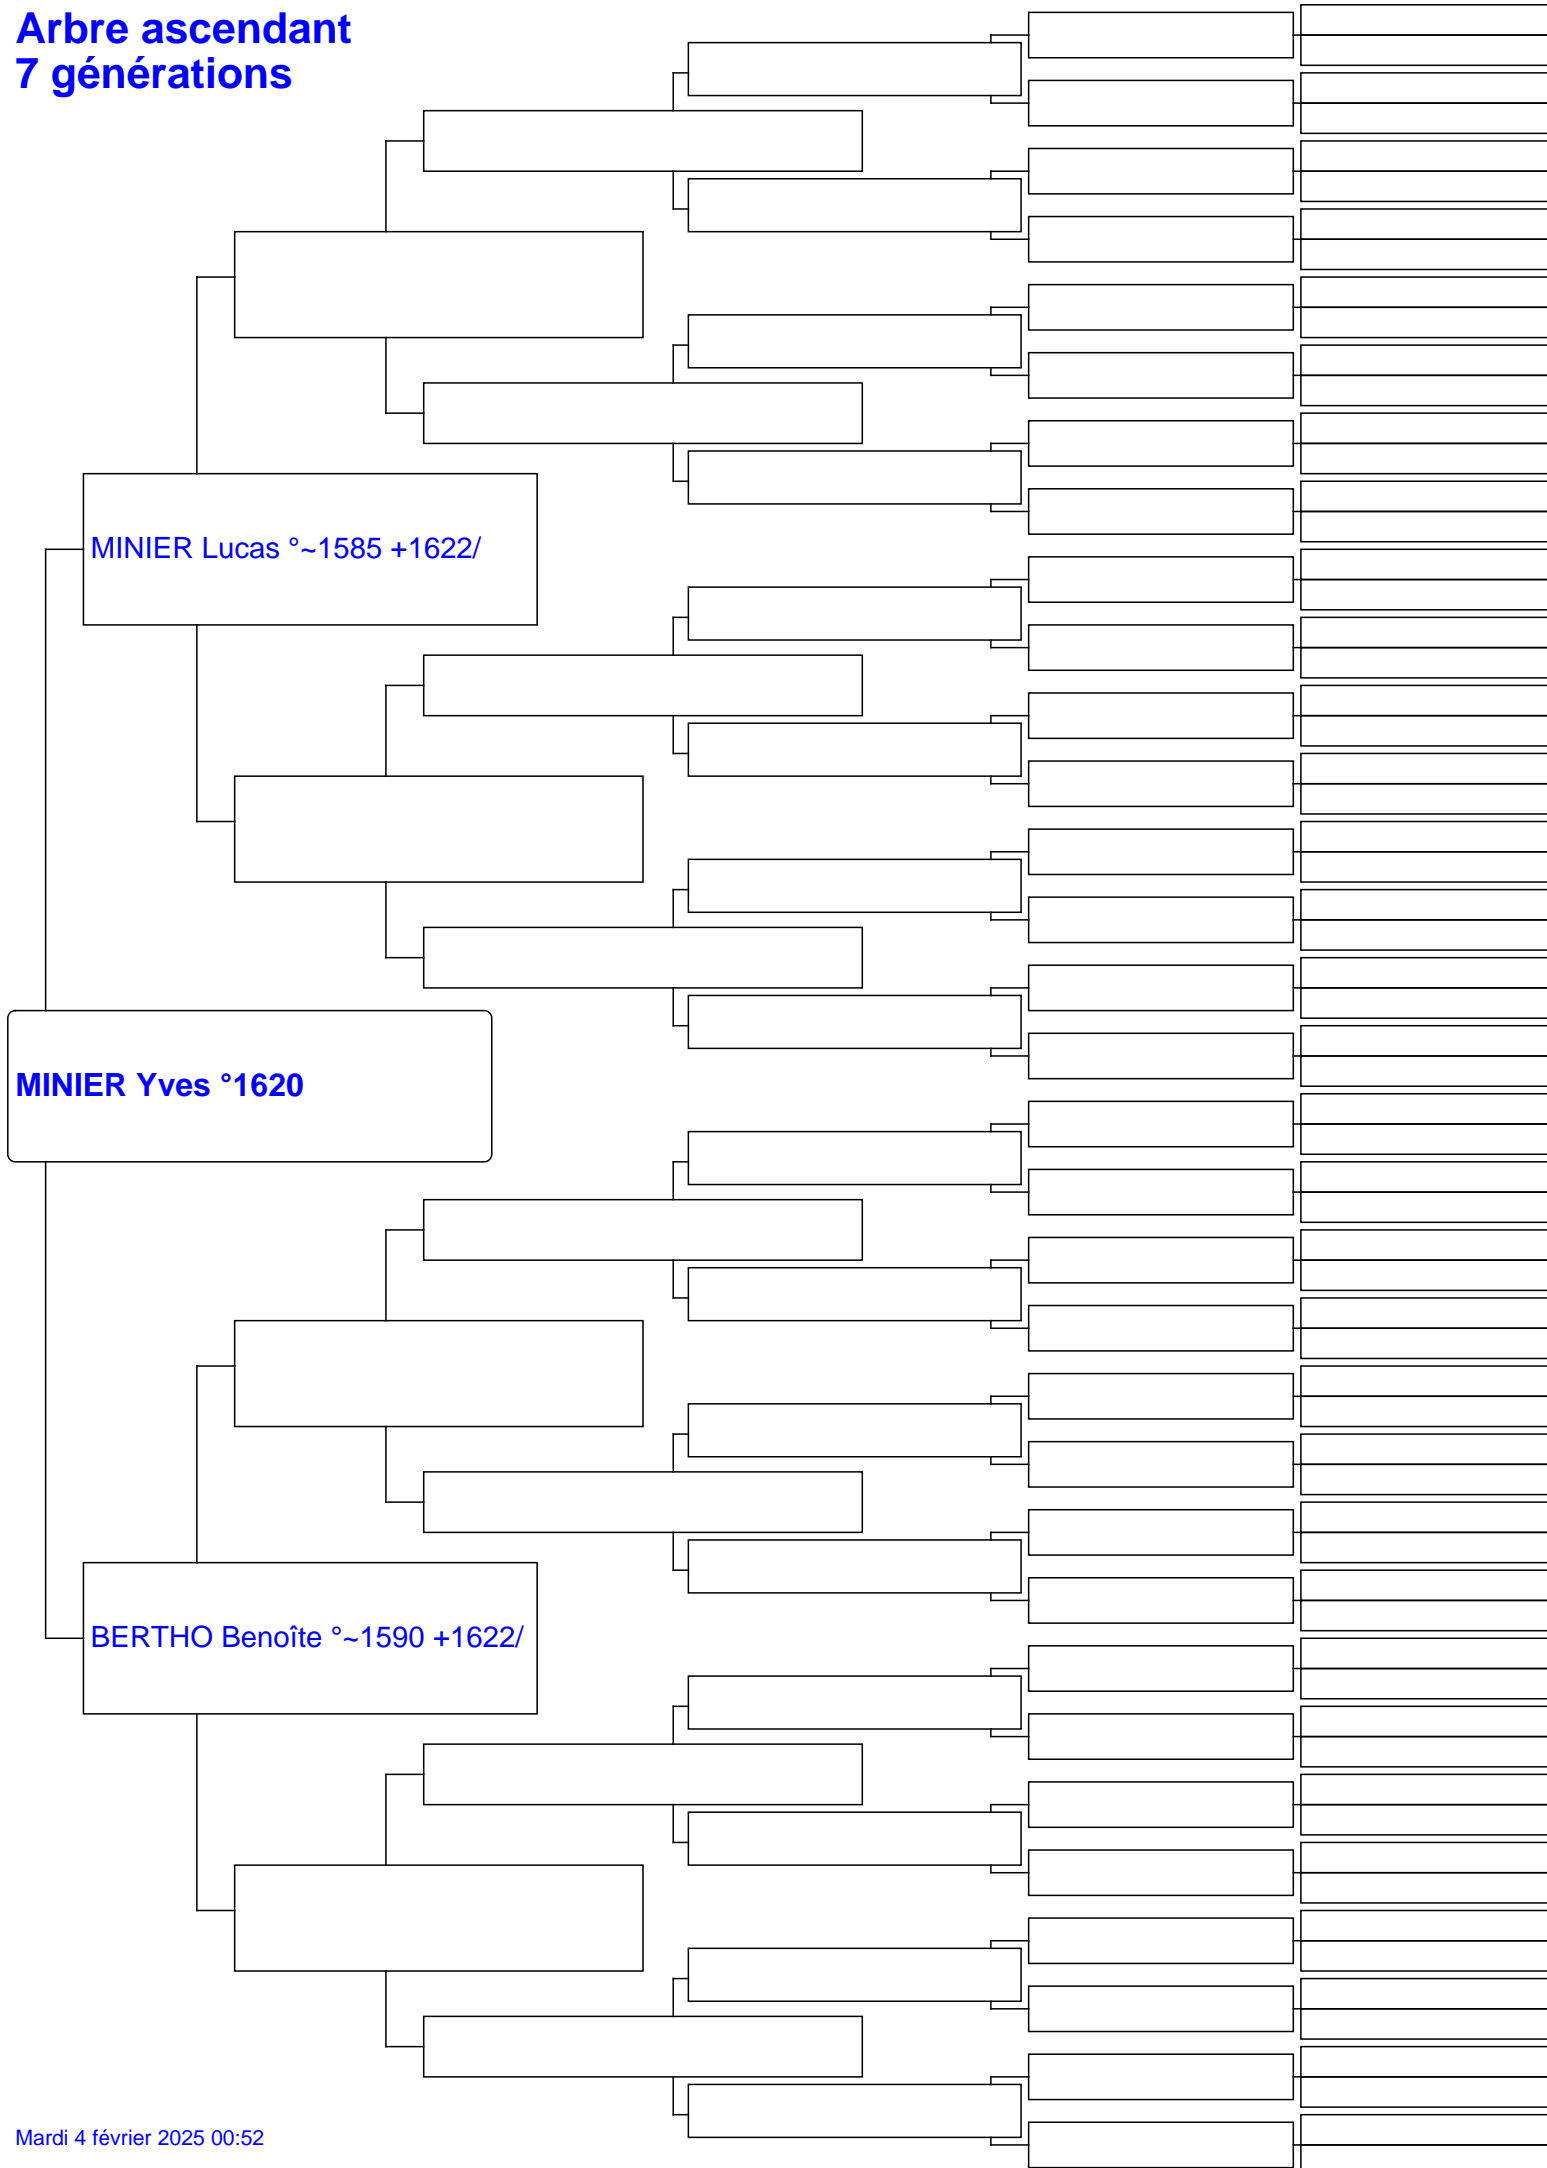 Arbre ascendant
7 générations
MINIER Lucas °~1585 +1622/
MINIER Yves °1620
BERTHO Benoîte °~1590 +1622/
Mardi 4 février 2025 00:52